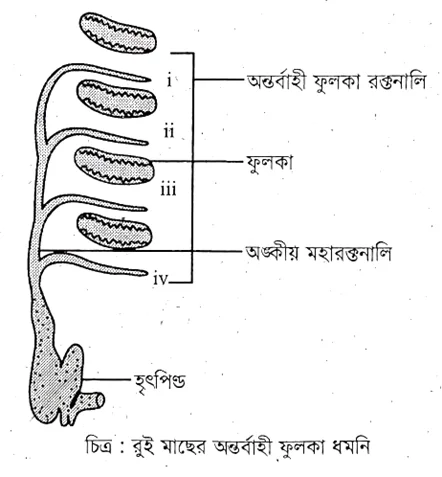 i
অন্তর্বাহী ফুলকা রক্তনালি
ii
ফুলকা
iii
অঙ্কীয় মহারক্তনালি
iv
হৃৎপিণ্ড
চিত্র : রুই মাছের অন্তর্বাহী ফুলকা ধমনি